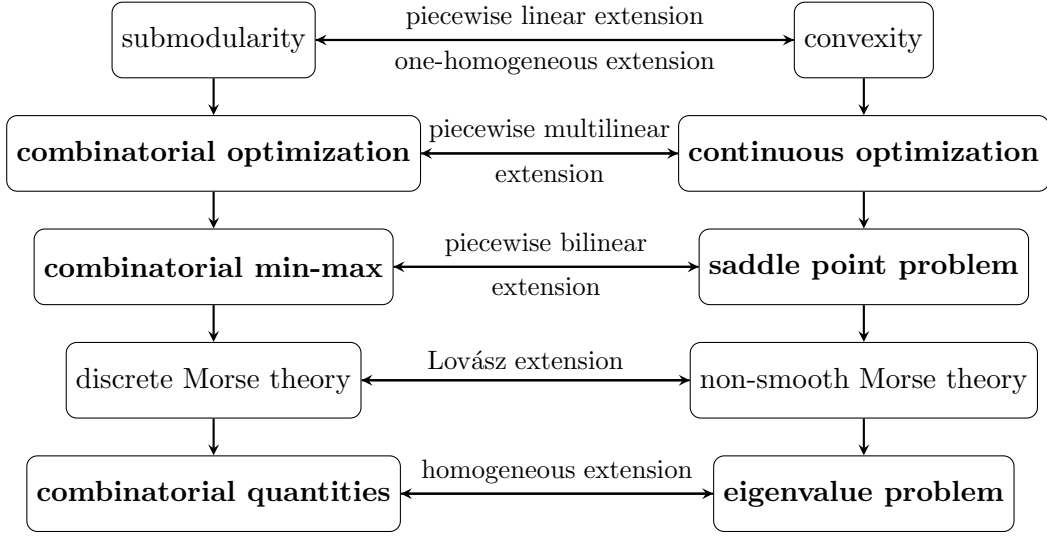 piecewise linear extension
submodularity
convexity
one-homogeneous extension
piecewise multilinear
combinatorial optimization
continuous optimization
extension
piecewise bilinear
combinatorial min-max
saddle point problem
extension
Lovász extension
discrete Morse theory
non-smooth Morse theory
homogeneous extension
combinatorial quantities
eigenvalue problem